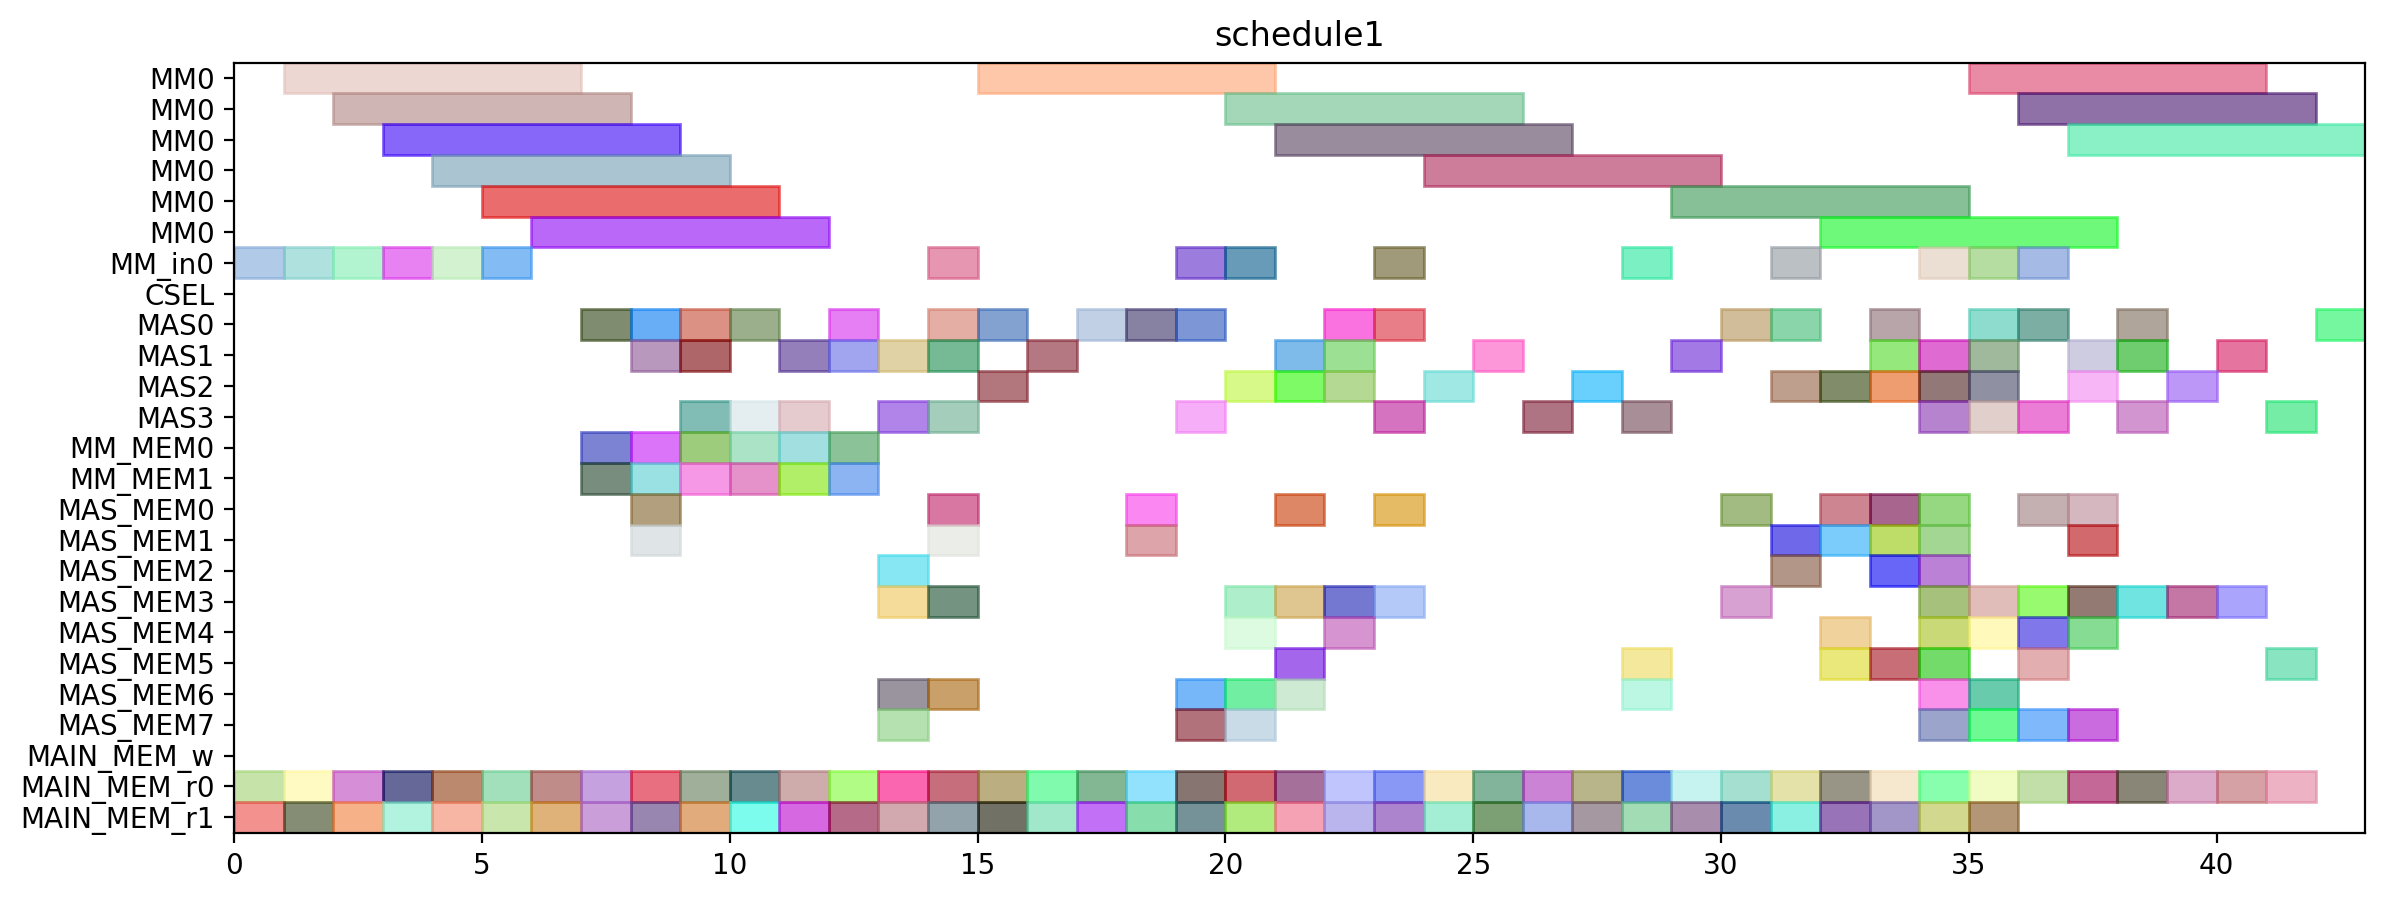 schedule1
MM0
MM0
MM0
MM0
MM0
MM0
MM_in0
CSEL
MAS0
MAS1
MAS2
MAS3
MM_MEM0
MM_MEM1
MAS_MEM0
MAS_MEM1
MAS_MEM2
MAS_MEM3
MAS_MEM4
MAS_MEM5
MAS_MEM6
MAS_MEM7
MAIN_MEM_w
MAIN_MEM_r0
MAIN_MEM_r1
0 5 10 15 20 25 30 35 40